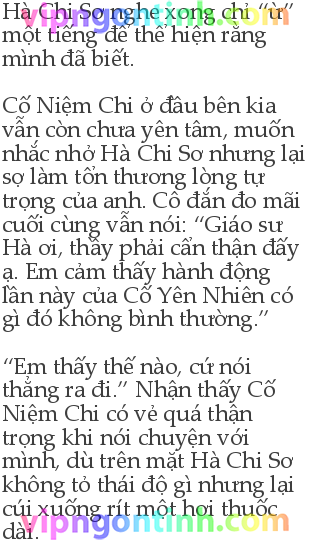 vipngontinh.com
Hà Chi Sơ nghe xong chỉ “ừ”
một tiếng để thể hiện rằng
mình đã biết.
Cố Niệm Chi ở đầu bên kia
vẫn còn chưa yên tâm, muốn
nhắc nhở Hà Chi Sơ nhưng lại
sợ làm tổn thương lòng tự
trọng của anh. Cô đắn đo mãi
cuối cùng vẫn nói: “Giáo sư
Hà ơi, thầy phải cẩn thận đấy
ạ. Em cảm thấy hành động
lần này của Cố Yên Nhiên có
gì đó không bình thường.”
“Em thấy thế nào, cứ nói
thẳng ra đi.” Nhận thấy Cố
Niệm Chi có vẻ quá thận
trọng khi nói chuyện với
mình, dù trên mặt Hà Chi Sơ
không tỏ thái độ gì nhưng lại
cúi xuống rít một hơi thuốc
dài.
vipngontinh.com